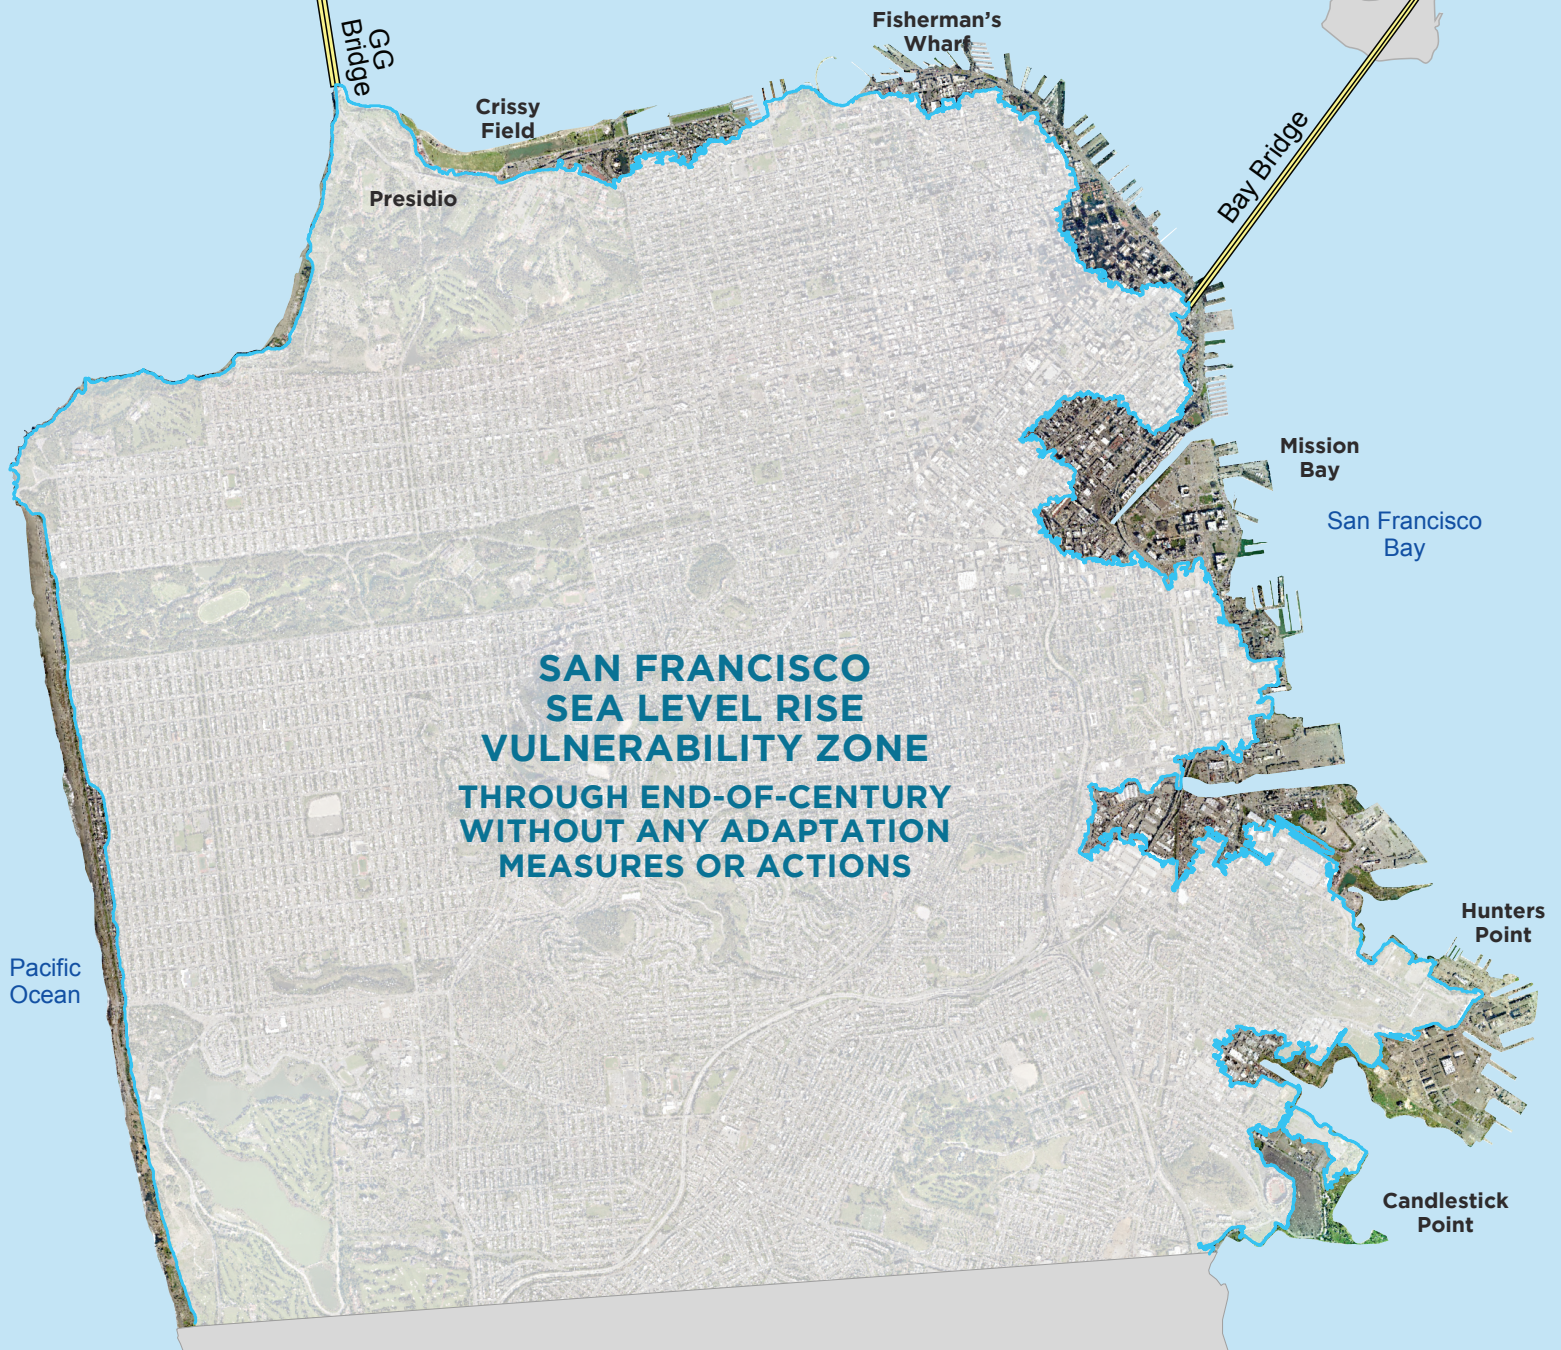 GG
Bridge
Fisherman's
Wharf
Crissy
Field
Presidio
Bay Bridge
Mission
Bay
San Francisco
Bay
SAN FRANCISCO
SEA LEVEL RISE
VULNERABILITY ZONE
THROUGH END-OF-CENTURY
WITHOUT ANY ADAPTATION
MEASURES OR ACTIONS
Hunters
Point
Pacific
Ocean
Candlestick
Point